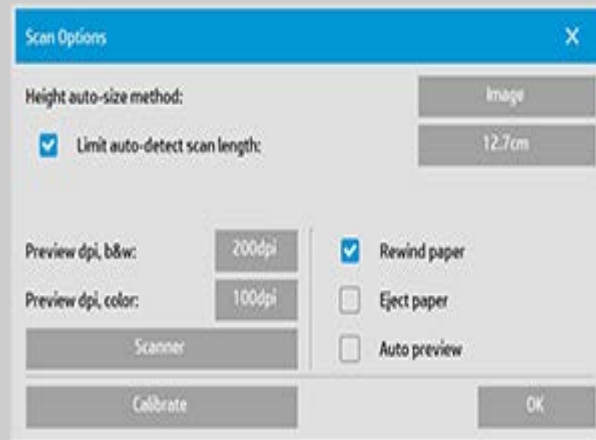 Scan Options X
Height auto-size method: Image
Limit auto-detect scan length: 12.7cm
Preview dpi, b&w: 200dpi Rewind paper
Preview dpi, color: 100dpi Eject paper
Scanner Auto preview
Calibrate OK